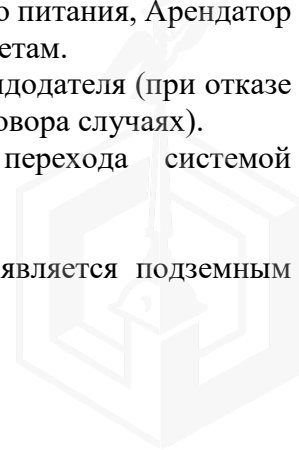 о питания, Арендатор
етам.
ндодателя (при отказе
овора случаях).
перехода системой
является подземным